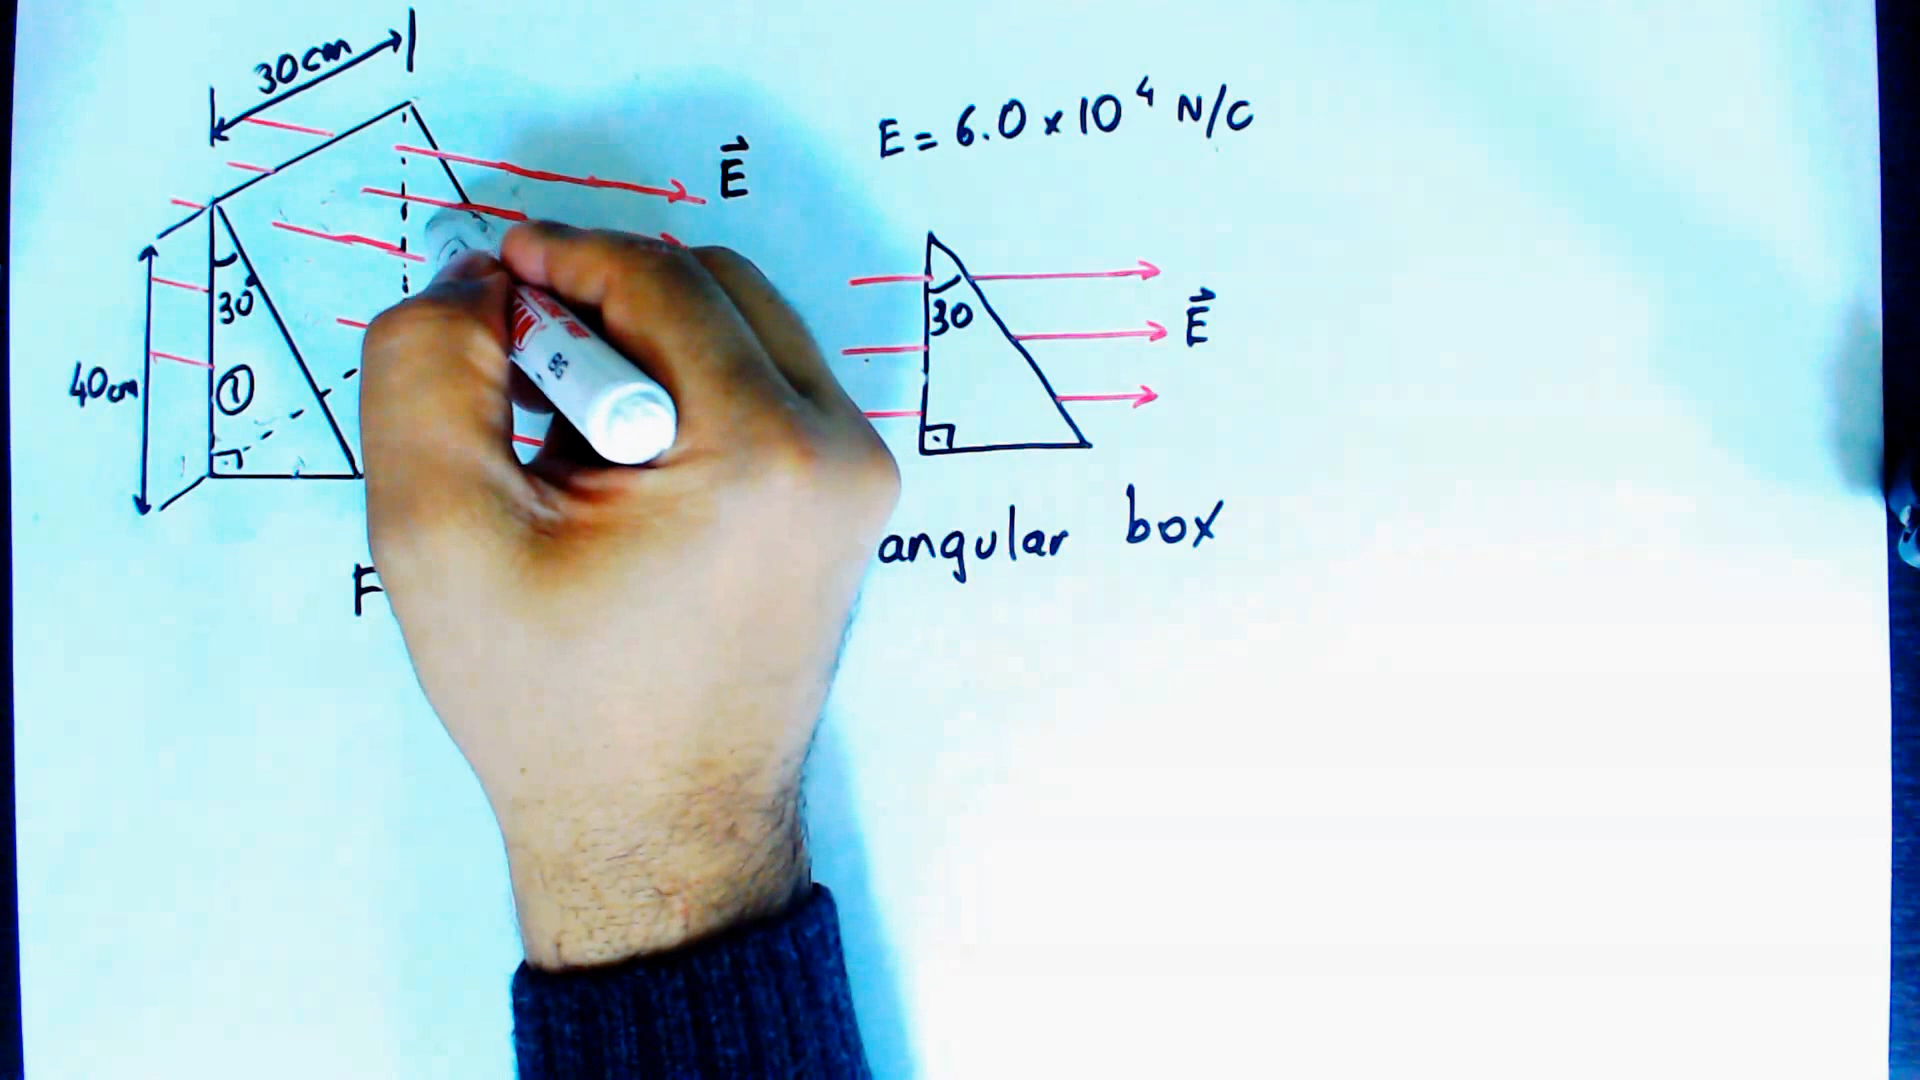 30cm
E = 6.0 × 10⁴ N/C
E
30°
30
E
40cm
①
angular box